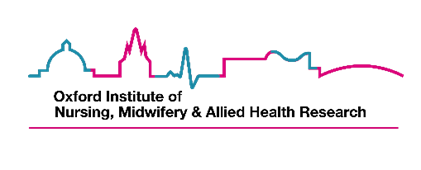 Oxford Institute of
Nursing, Midwifery & Allied Health Research